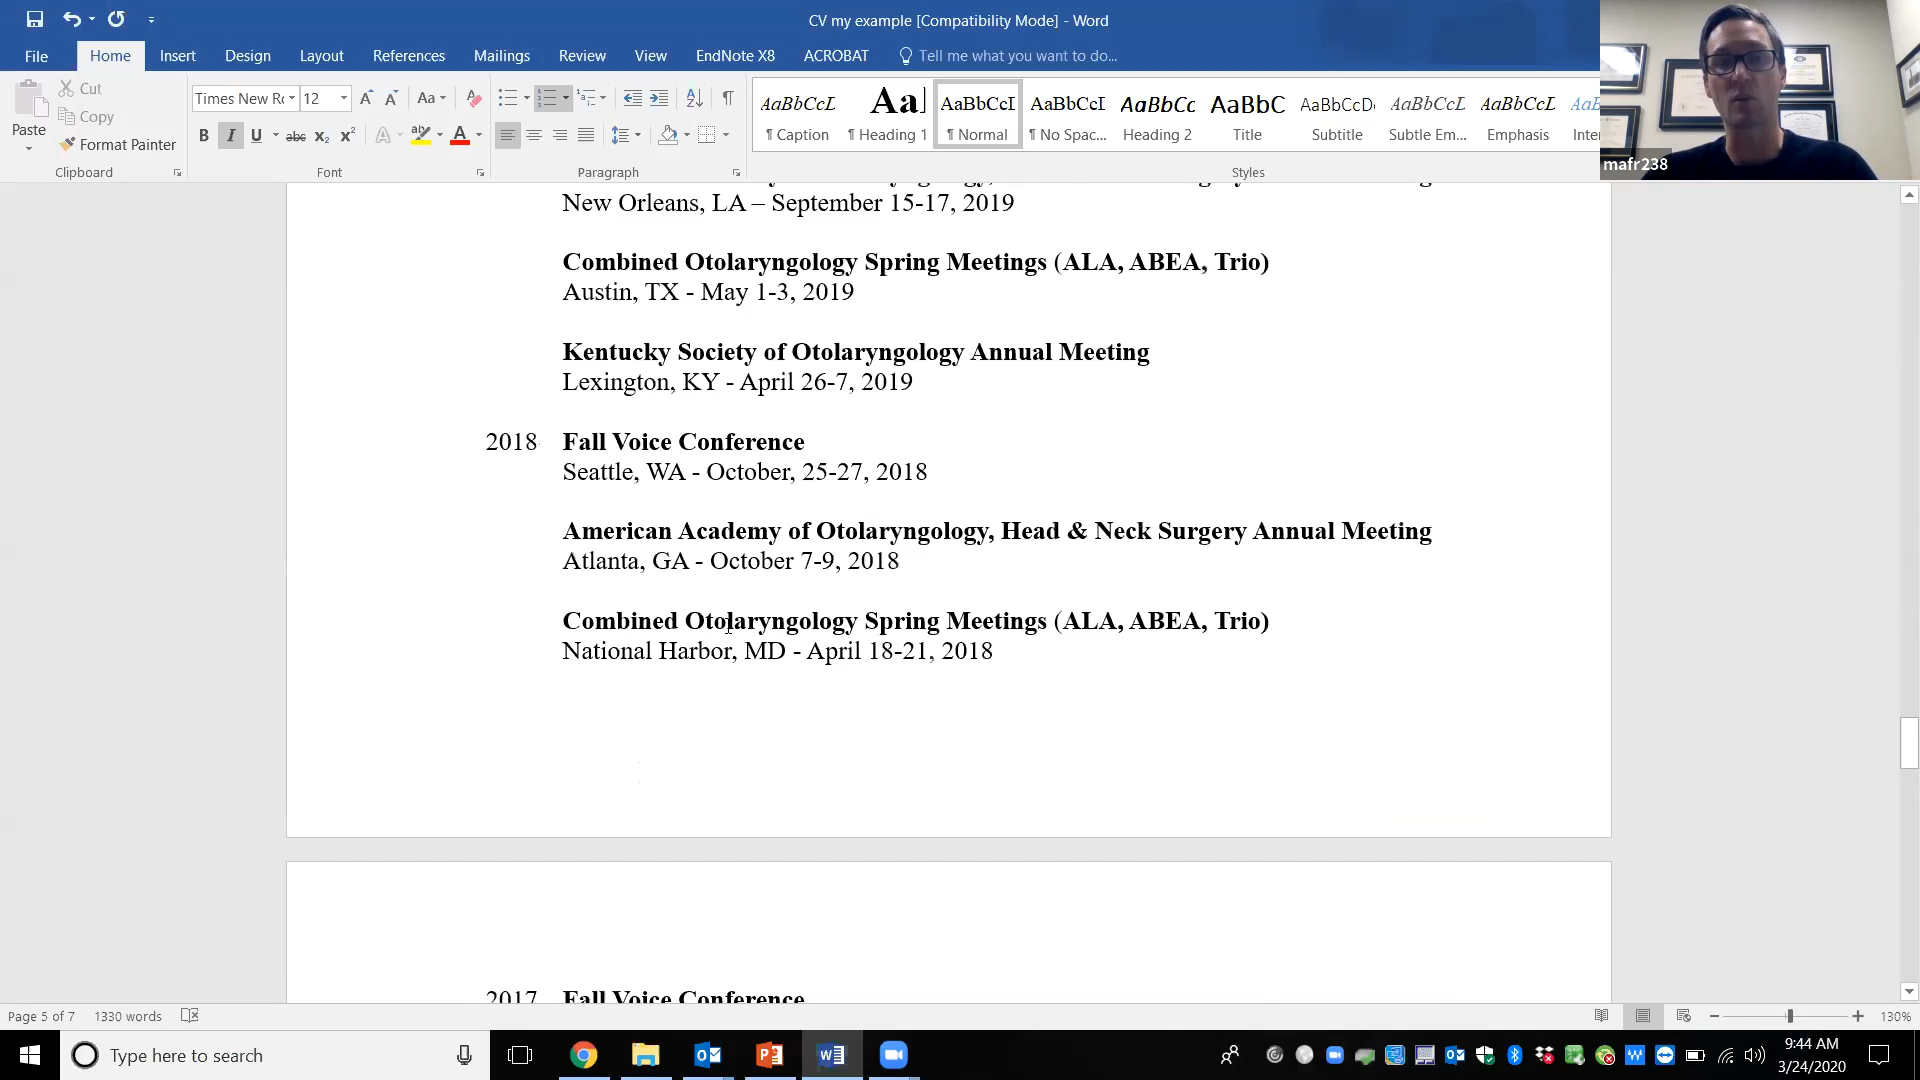 CV my example [Compatibility Mode] - Word
File Home Insert Design Layout References Mailings Review View EndNote X8 ACROBAT Tell me what you want to do...
Paste
Cut
Copy
Format Painter
Clipboard
Times New Ro 12
Font
Paragraph
AaBbCcD Aa AaBbCcI AaBbCcI AaBbCc AaBbC AaBbCcDc AaBbCcL AaBbCcL
¶ Caption ¶ Heading 1 ¶ Normal ¶ No Spac... Heading 2 Title Subtitle Subtle Em... Emphasis
Styles
mafr238
New Orleans, LA – September 15-17, 2019
Combined Otolaryngology Spring Meetings (ALA, ABEA, Trio)
Austin, TX - May 1-3, 2019
Kentucky Society of Otolaryngology Annual Meeting
Lexington, KY - April 26-7, 2019
2018 Fall Voice Conference
Seattle, WA - October, 25-27, 2018
American Academy of Otolaryngology, Head & Neck Surgery Annual Meeting
Atlanta, GA - October 7-9, 2018
Combined Otolaryngology Spring Meetings (ALA, ABEA, Trio)
National Harbor, MD - April 18-21, 2018
2017 Fall Voice Conference
Page 5 of 7 1330 words 130%
Type here to search
9:44 AM
3/24/2020